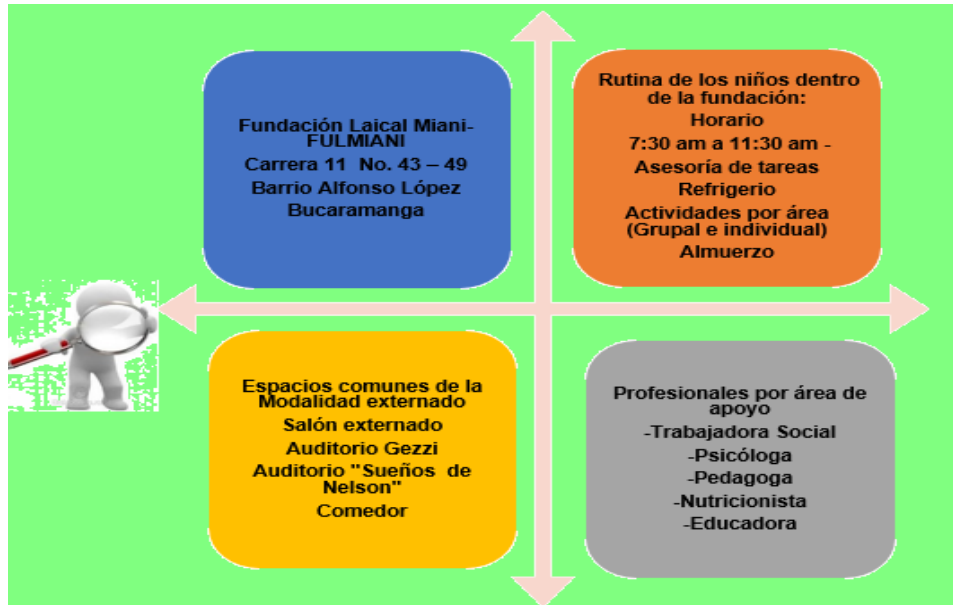 Fundación Laical Miani-
FULMIANI
Carrera 11  No. 43 – 49
Barrio Alfonso López
Bucaramanga
Rutina de los niños dentro
de la fundación:
Horario
7:30 am a 11:30 am -
Asesoría de tareas
Refrigerio
Actividades por área
(Grupal e individual)
Almuerzo
Espacios comunes de la
Modalidad externado
Salón externado
Auditorio Gezzi
Auditorio "Sueños  de
Nelson"
Comedor
Profesionales por área de
apoyo
-Trabajadora Social
-Psicóloga
-Pedagoga
-Nutricionista
-Educadora